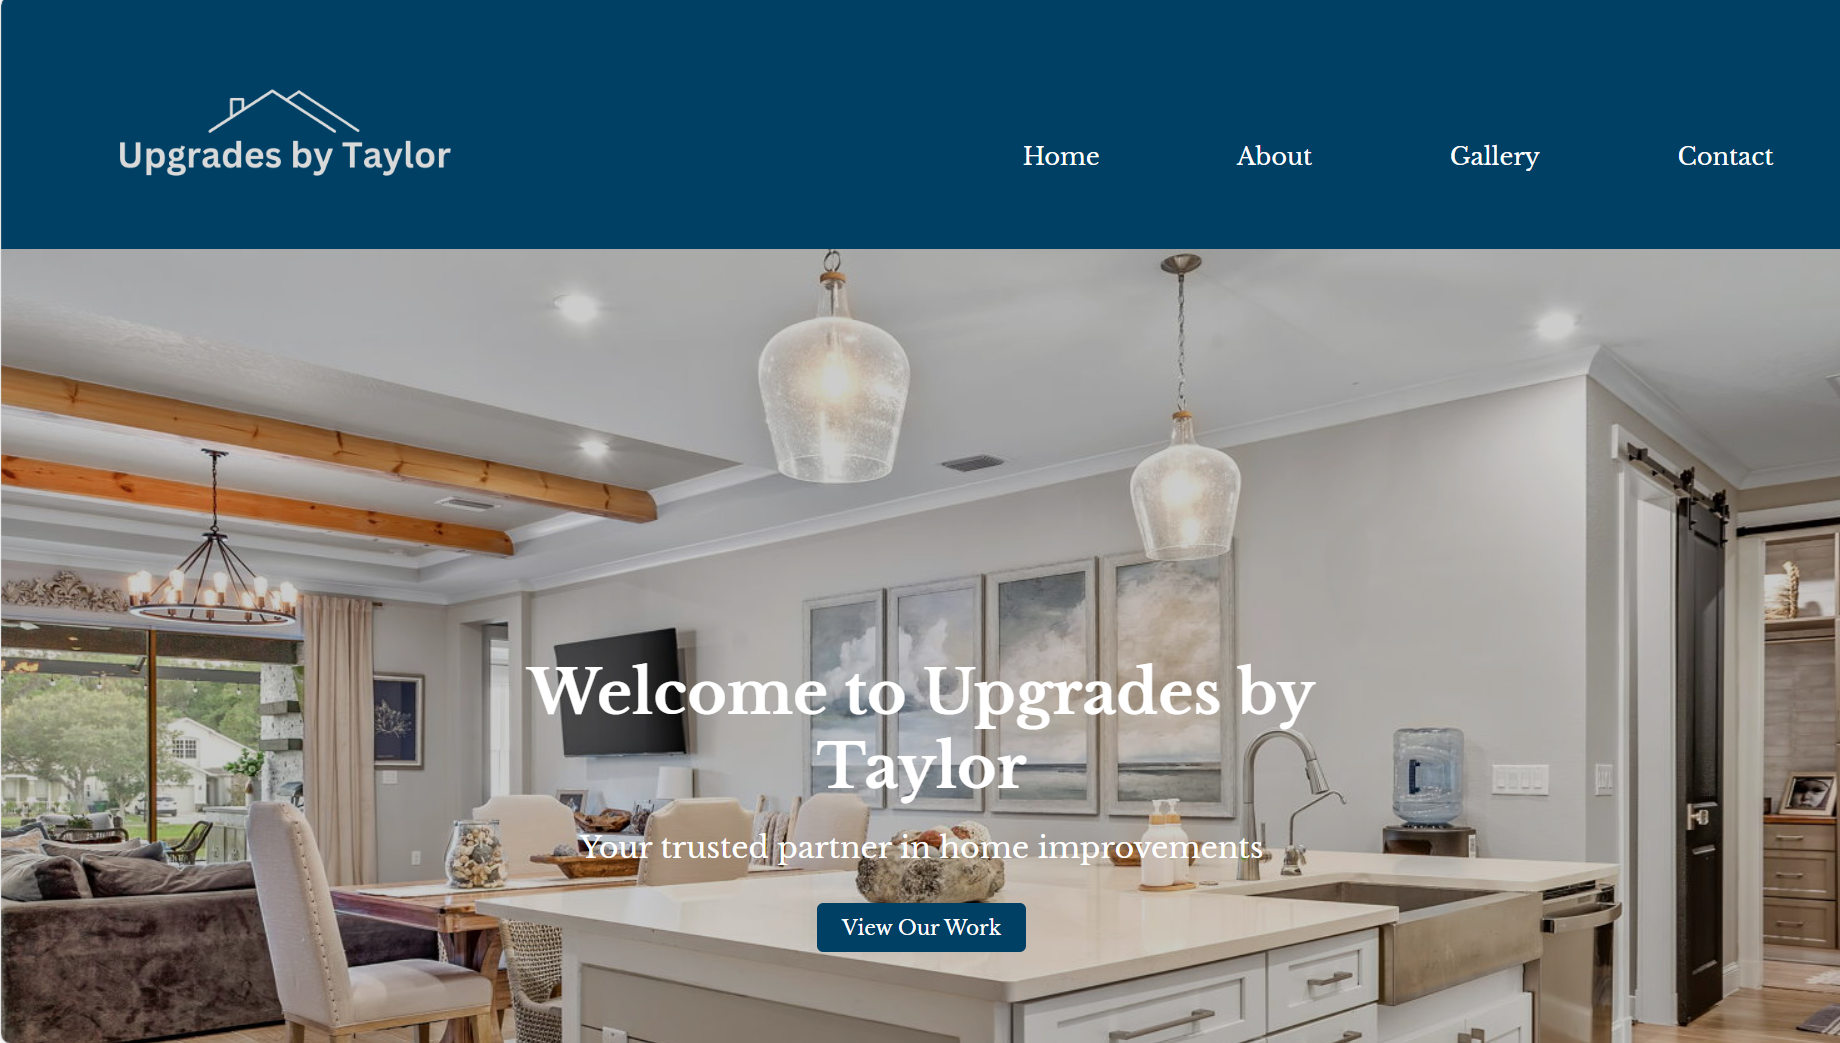 Upgrades by Taylor
Home About Gallery Contact
Welcome to Upgrades by
Taylor
Your trusted partner in home improvements
View Our Work